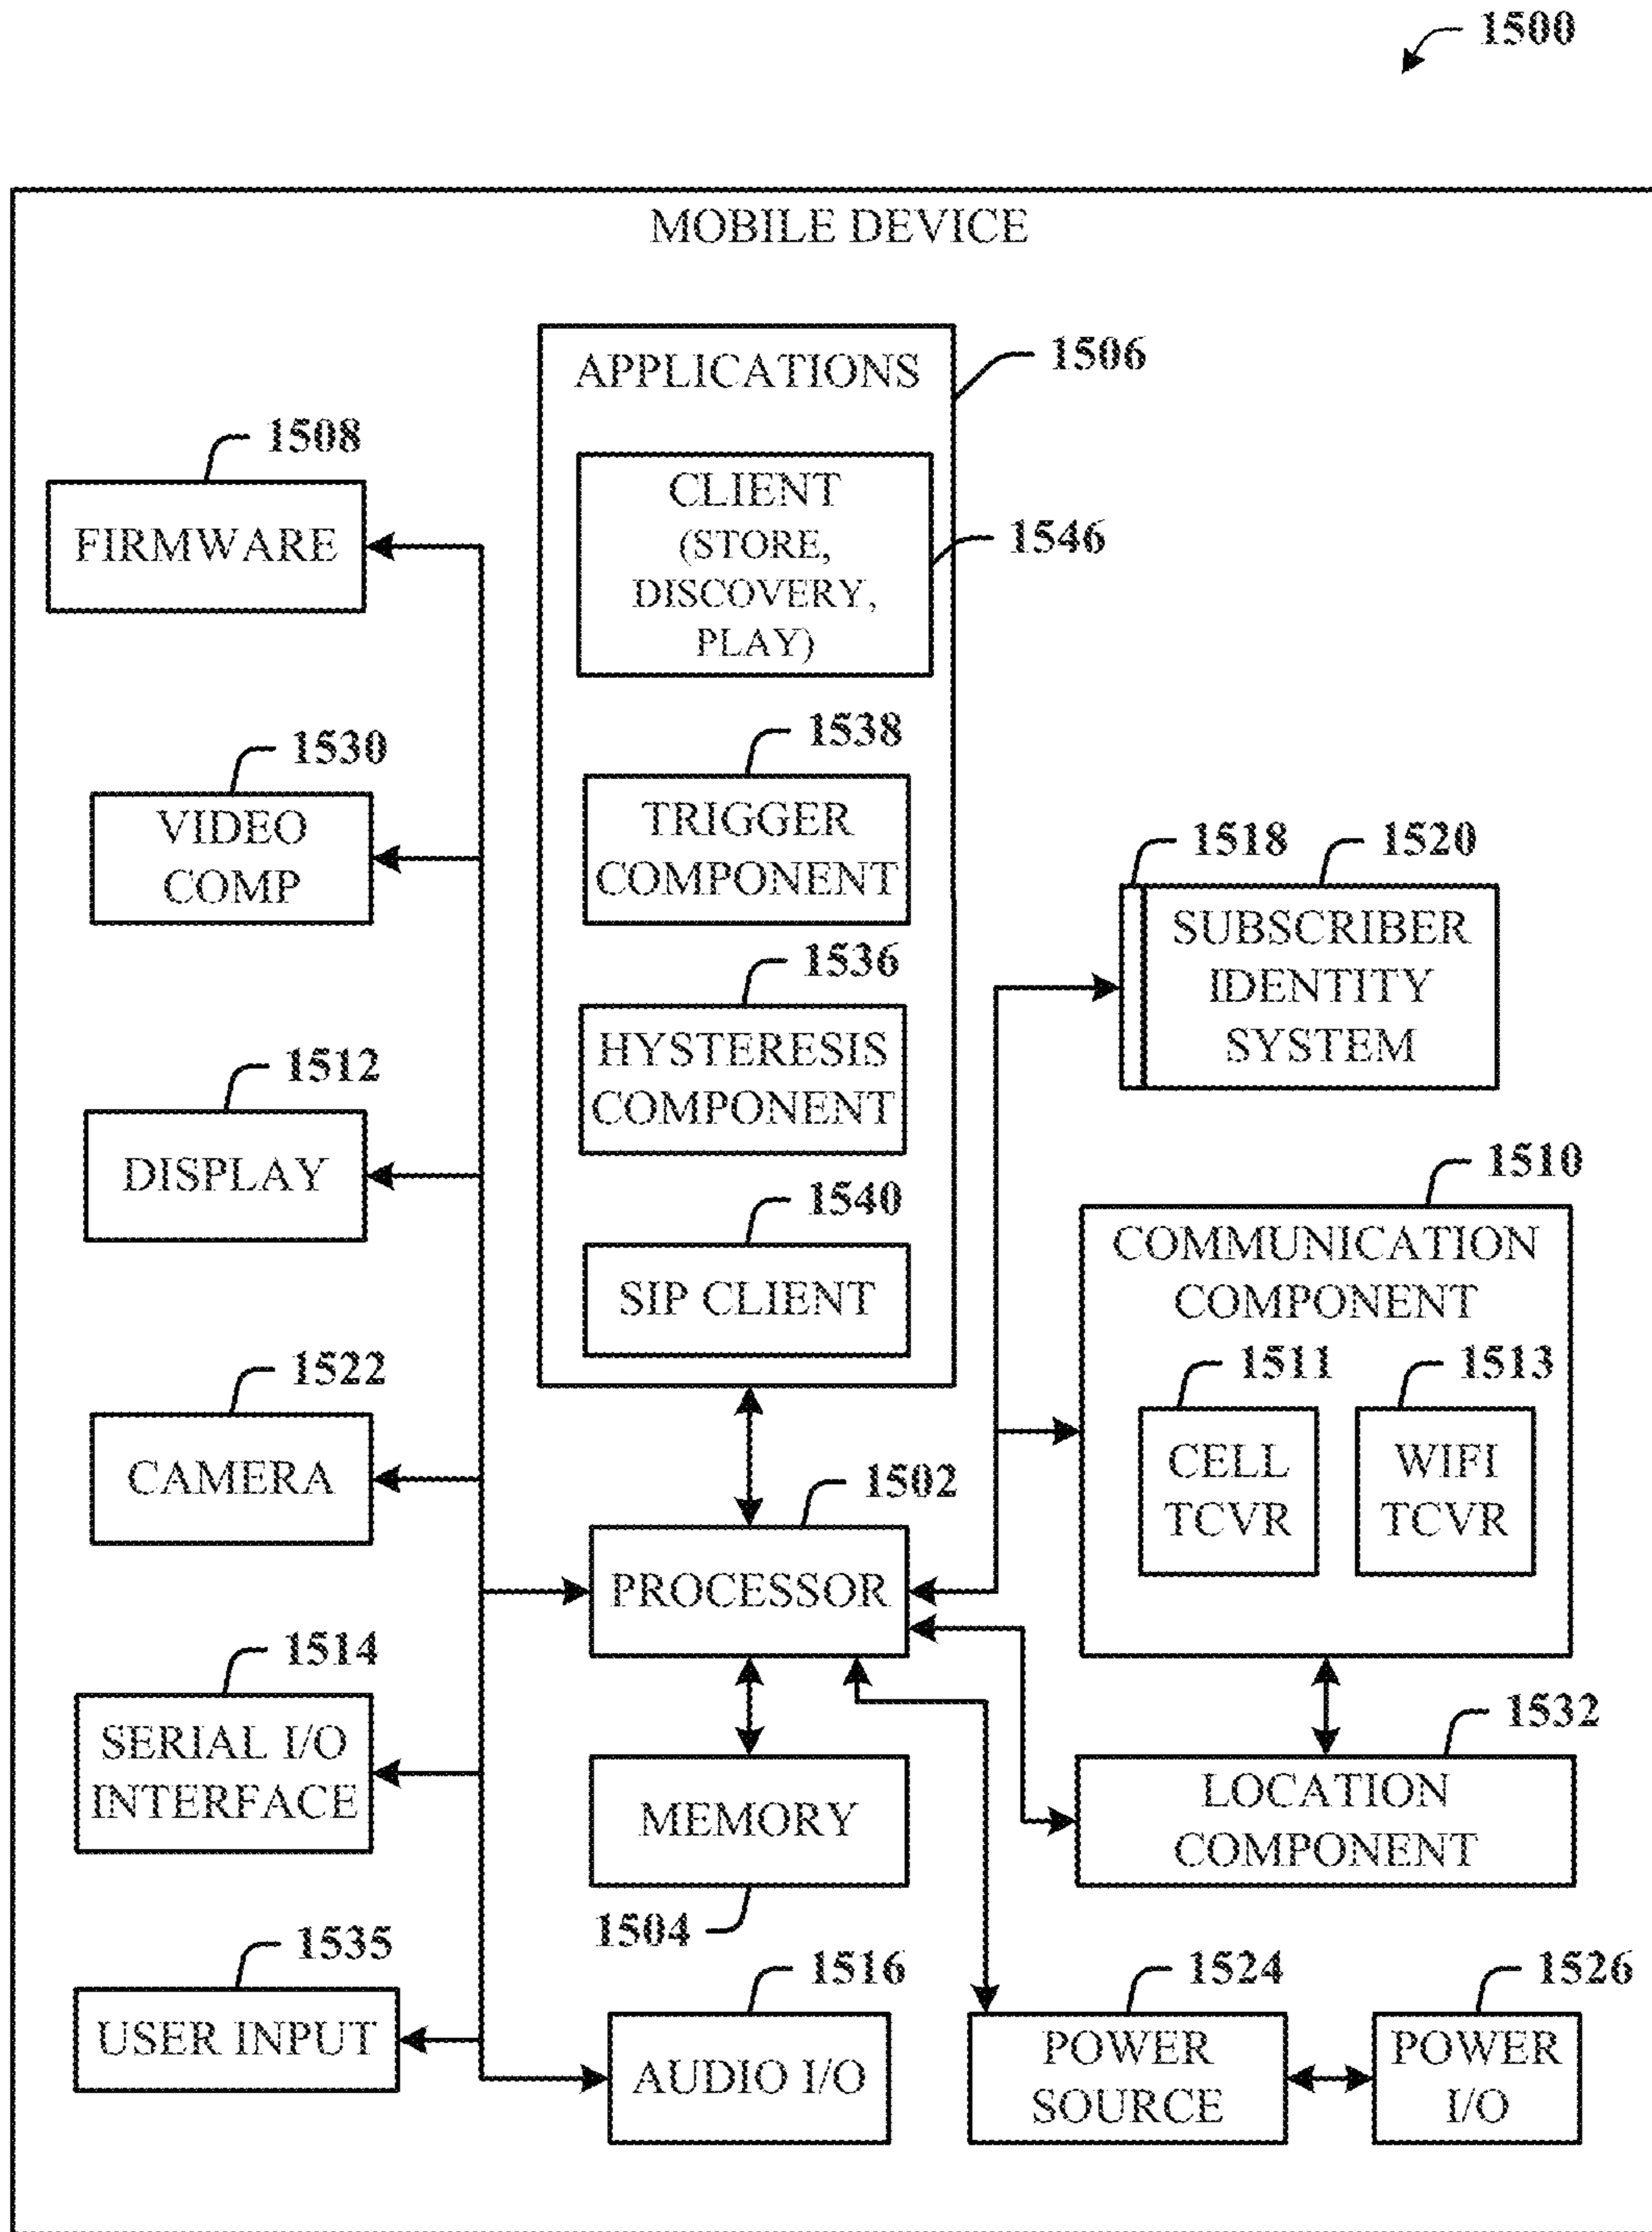 1500
MOBILE DEVICE
APPLICATIONS
1506
1508
FIRMWARE
CLIENT
(STORE,
DISCOVERY,
PLAY)
1546
1530
VIDEO
COMP
1538
TRIGGER
COMPONENT
1518
1520
SUBSCRIBER
IDENTITY
SYSTEM
1536
HYSTERESIS
COMPONENT
1512
DISPLAY
1540
SIP CLIENT
1510
COMMUNICATION
COMPONENT
1511
CELL
TCVR
1513
WIFI
TCVR
1522
CAMERA
1502
PROCESSOR
1514
SERIAL I/O
INTERFACE
MEMORY
1504
1532
LOCATION
COMPONENT
1535
USER INPUT
1516
AUDIO I/O
1524
POWER
SOURCE
1526
POWER
I/O